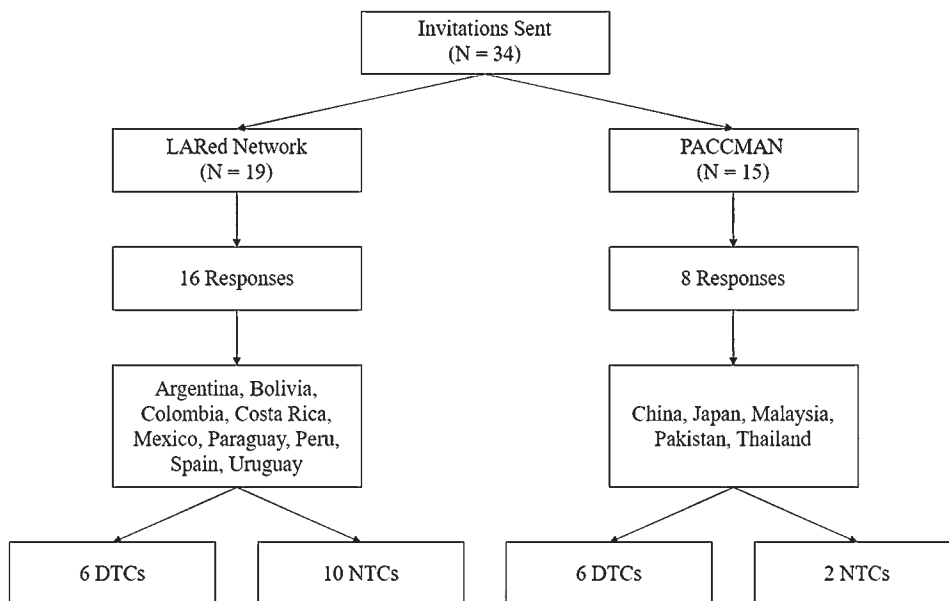 Invitations Sent
(N = 34)
LARed Network
(N = 19)
PACCMAN
(N = 15)
16 Responses
8 Responses
Argentina, Bolivia,
Colombia, Costa Rica,
Mexico, Paraguay, Peru,
Spain, Uruguay
China, Japan, Malaysia,
Pakistan, Thailand
6 DTCs
10 NTCs
6 DTCs
2 NTCs